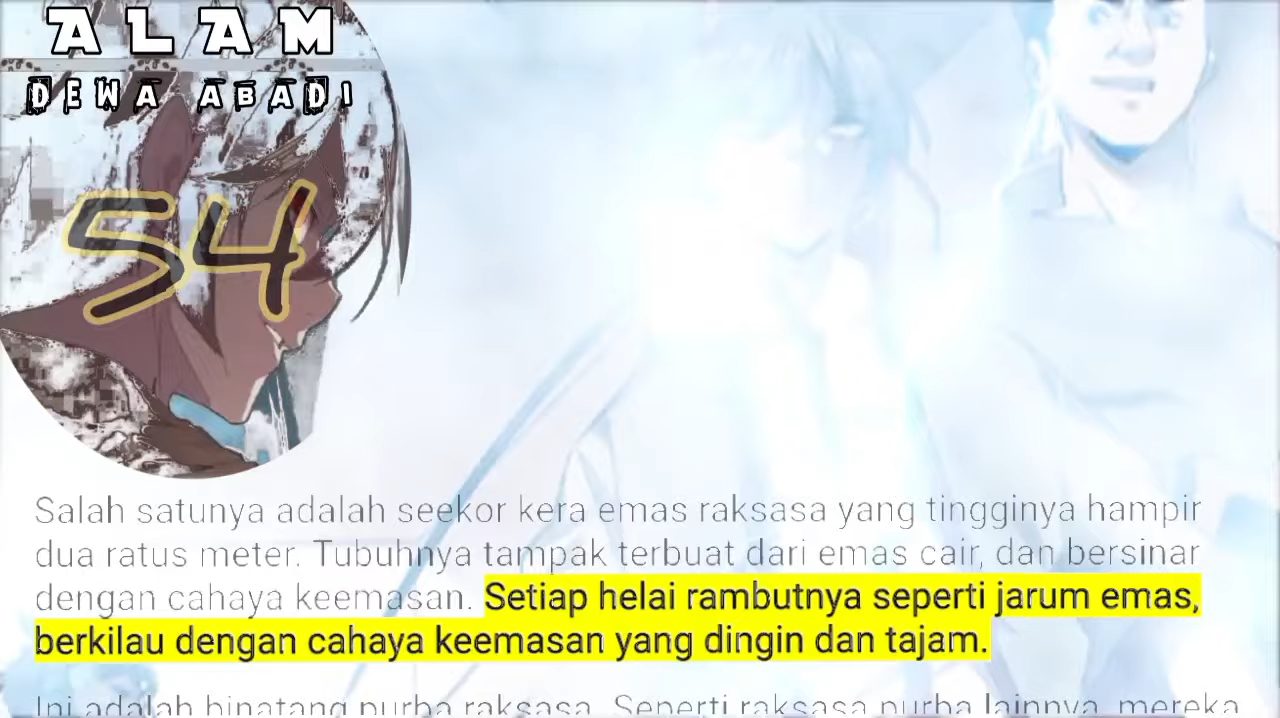 ALAM
DEWA ABADI
54
Salah satunya adalah seekor kera emas raksasa yang tingginya hampir
dua ratus meter. Tubuhnya tampak terbuat dari emas cair, dan bersinar
dengan cahaya keemasan. Setiap helai rambutnya seperti jarum emas,
berkilau dengan cahaya keemasan yang dingin dan tajam.
Ini adalah binatang purba raksasa. Seperti raksasa purba lainnya, mereka